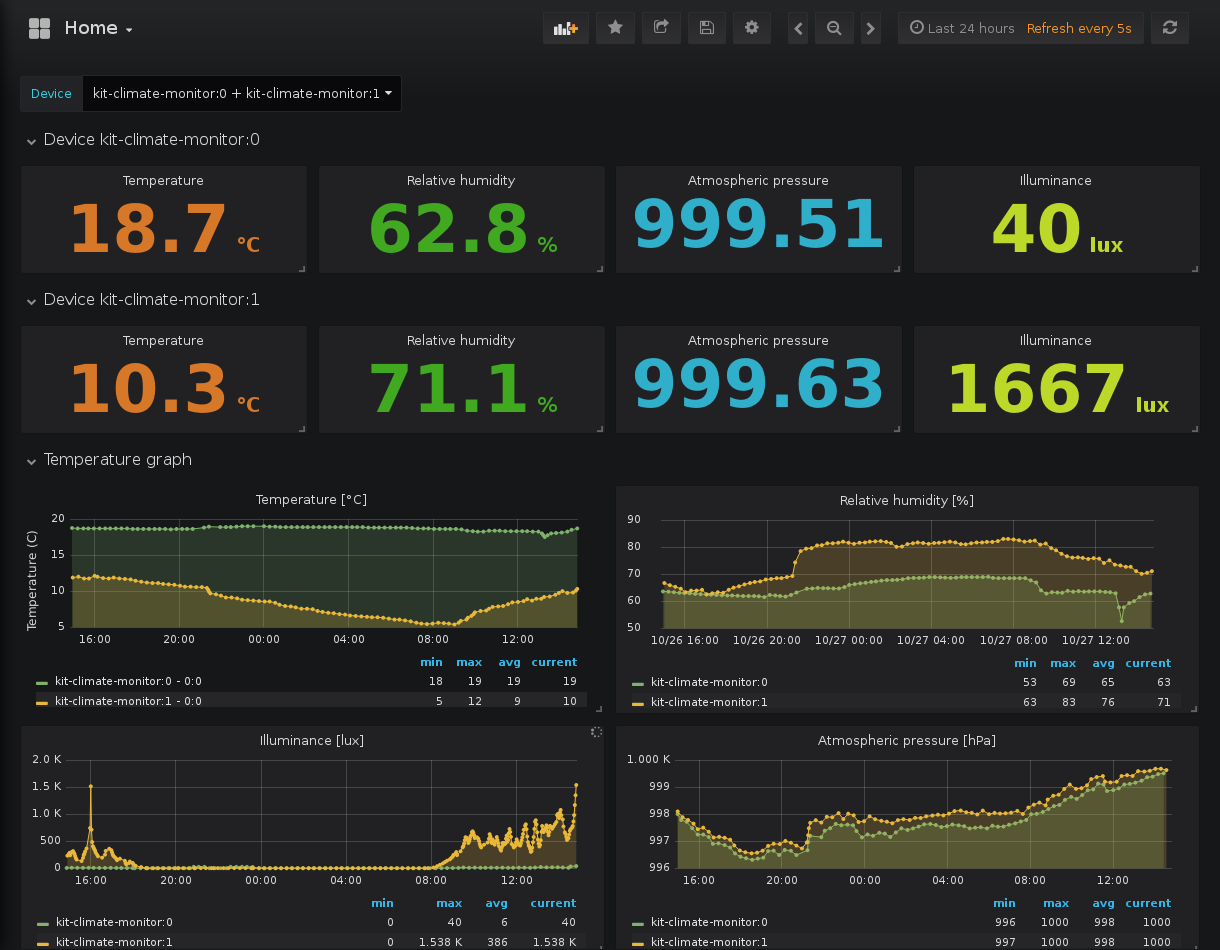 Home
Last 24 hours Refresh every 5s
Device kit-climate-monitor:0 + kit-climate-monitor:1
Device kit-climate-monitor:0
Temperature Relative humidity Atmospheric pressure Illuminance
18.7 °C 62.8 % 999.51 40 lux
Device kit-climate-monitor:1
Temperature Relative humidity Atmospheric pressure Illuminance
10.3 °C 71.1 % 999.63 1667 lux
Temperature graph
Temperature [°C]
Temperature (C)
20
15
10
5
16:00 20:00 00:00 04:00 08:00 12:00
min max avg current
kit-climate-monitor:0 - 0:0 18 19 19 19
kit-climate-monitor:1 - 0:0 5 12 9 10
Relative humidity [%]
90
80
70
60
50
10/26 16:00 10/26 20:00 10/27 00:00 10/27 04:00 10/27 08:00 10/27 12:00
min max avg current
kit-climate-monitor:0 53 69 65 63
kit-climate-monitor:1 63 83 76 71
Illuminance [lux]
2.0 K
1.5 K
1.0 K
500
0
16:00 20:00 00:00 04:00 08:00 12:00
min max avg current
kit-climate-monitor:0 0 40 6 40
kit-climate-monitor:1 0 1.538 K 386 1.538 K
Atmospheric pressure [hPa]
1.000 K
999
998
997
996
16:00 20:00 00:00 04:00 08:00 12:00
min max avg current
kit-climate-monitor:0 996 1000 998 1000
kit-climate-monitor:1 997 1000 998 1000